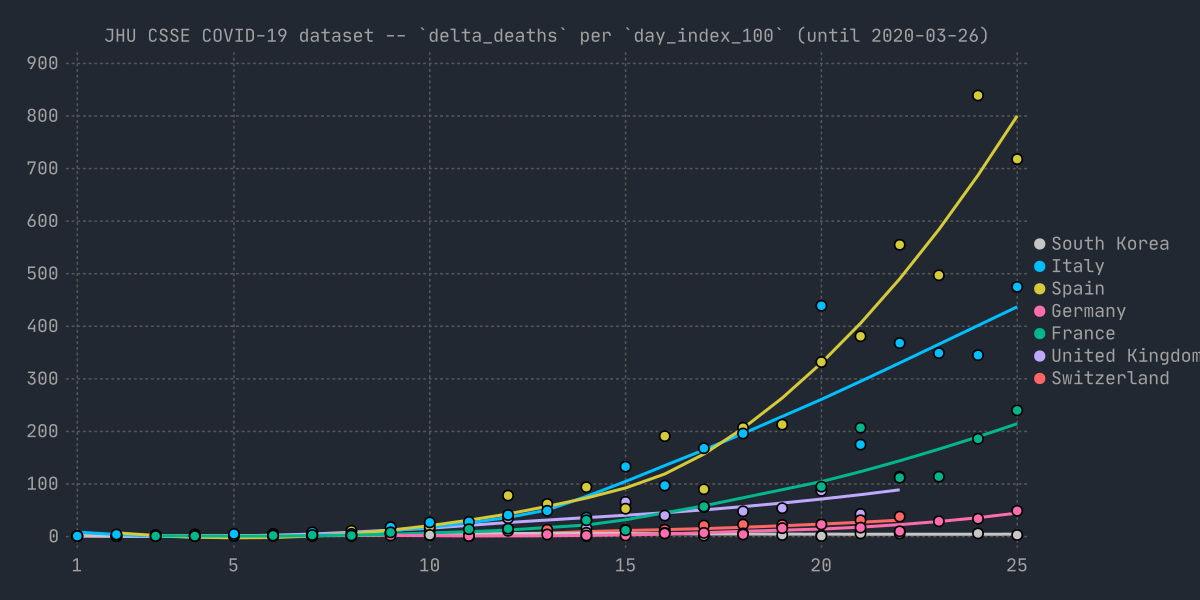 JHU CSSE COVID-19 dataset -- `delta_deaths` per `day_index_100` (until 2020-03-26)
900
800
700
600
500
400
300
200
100
0
1 5 10 15 20 25
South Korea
Italy
Spain
Germany
France
United Kingdom
Switzerland